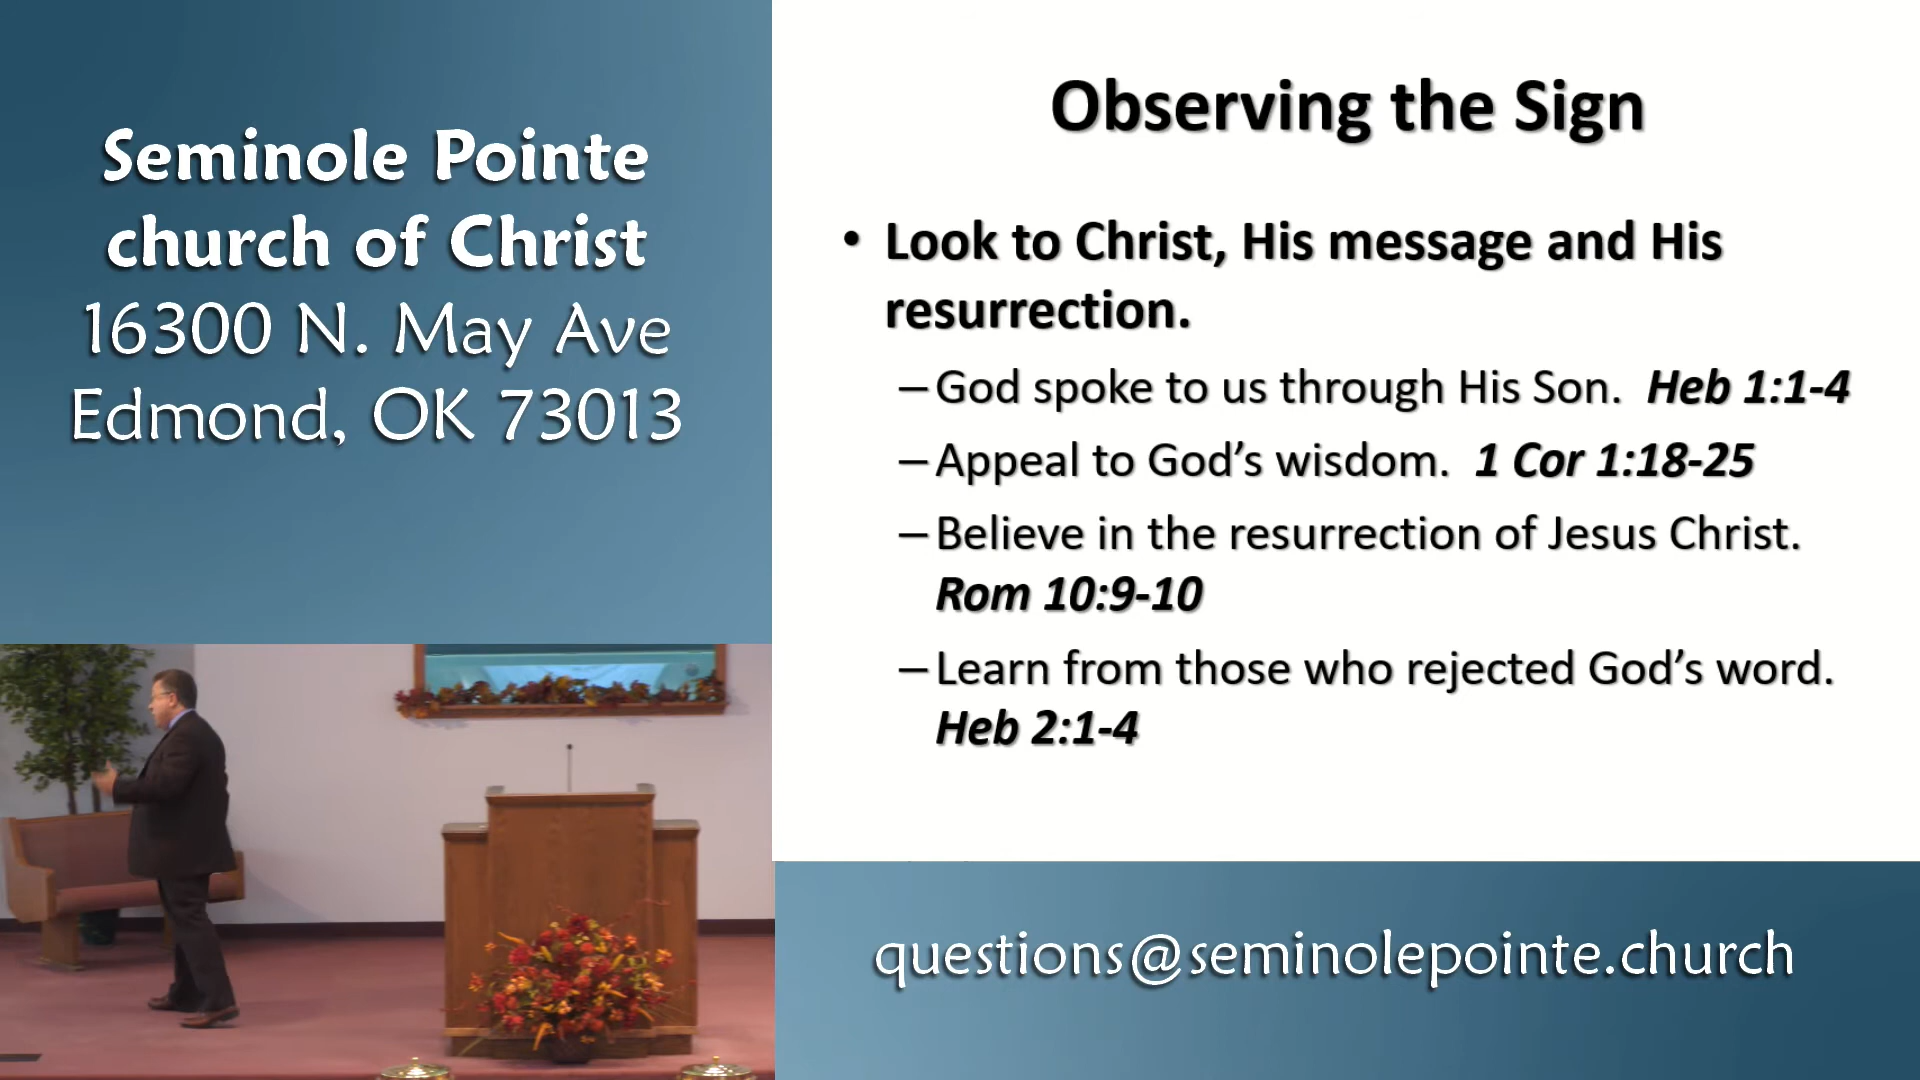 Seminole Pointe
church of Christ
16300 N. May Ave
Edmond, OK 73013
Observing the Sign
• Look to Christ, His message and His
resurrection.
– God spoke to us through His Son. Heb 1:1-4
– Appeal to God’s wisdom. 1 Cor 1:18-25
– Believe in the resurrection of Jesus Christ.
Rom 10:9-10
– Learn from those who rejected God’s word.
Heb 2:1-4
questions@seminolepointe.church